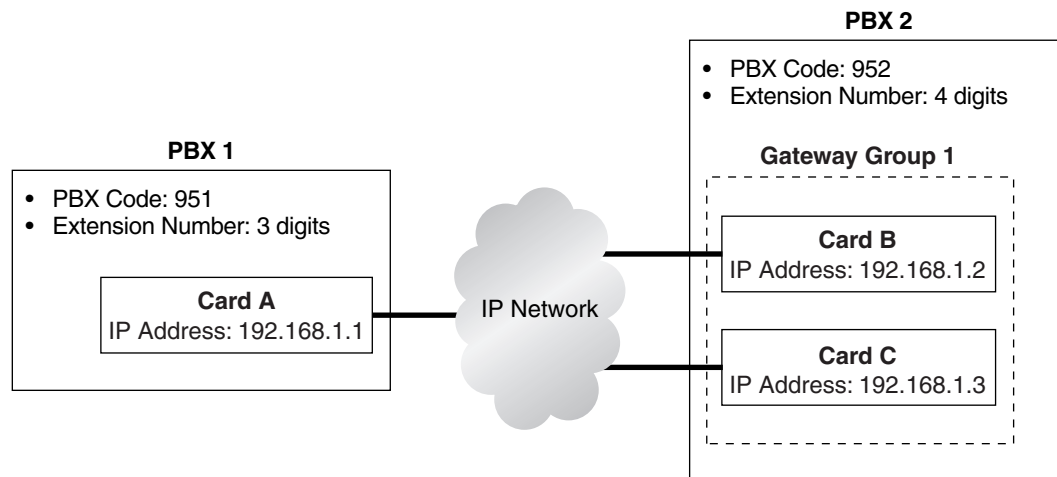 PBX 2
• PBX Code: 952
• Extension Number: 4 digits
Gateway Group 1
Card B
IP Address: 192.168.1.2
Card C
IP Address: 192.168.1.3
PBX 1
• PBX Code: 951
• Extension Number: 3 digits
Card A
IP Address: 192.168.1.1
IP Network